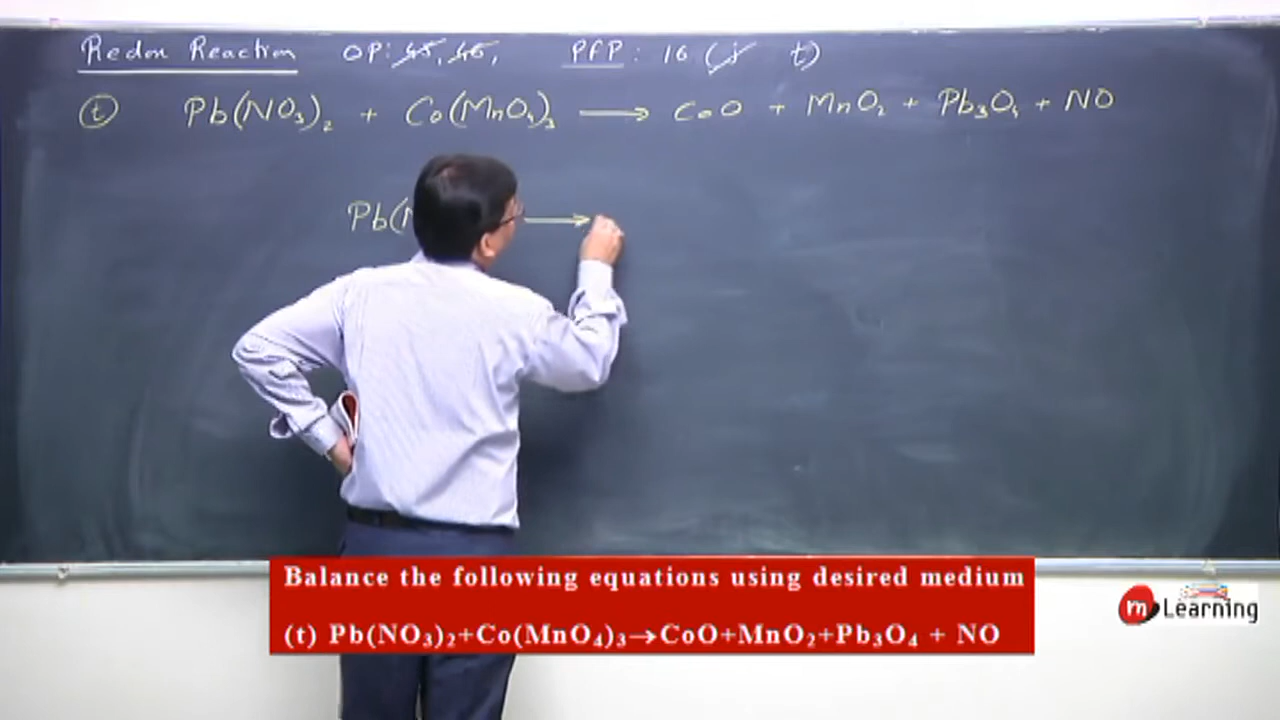 Redox Reaction OP: 45, 46, PFP : 16 (j t)
(t) Pb(NO₃)₂ + Co(MnO₄)₃ ⟶ CoO + MnO₂ + Pb₃O₄ + NO
Pb(N ⟶
Balance the following equations using desired medium
(t) Pb(NO₃)₂+Co(MnO₄)₃→CoO+MnO₂+Pb₃O₄ + NO
m Learning